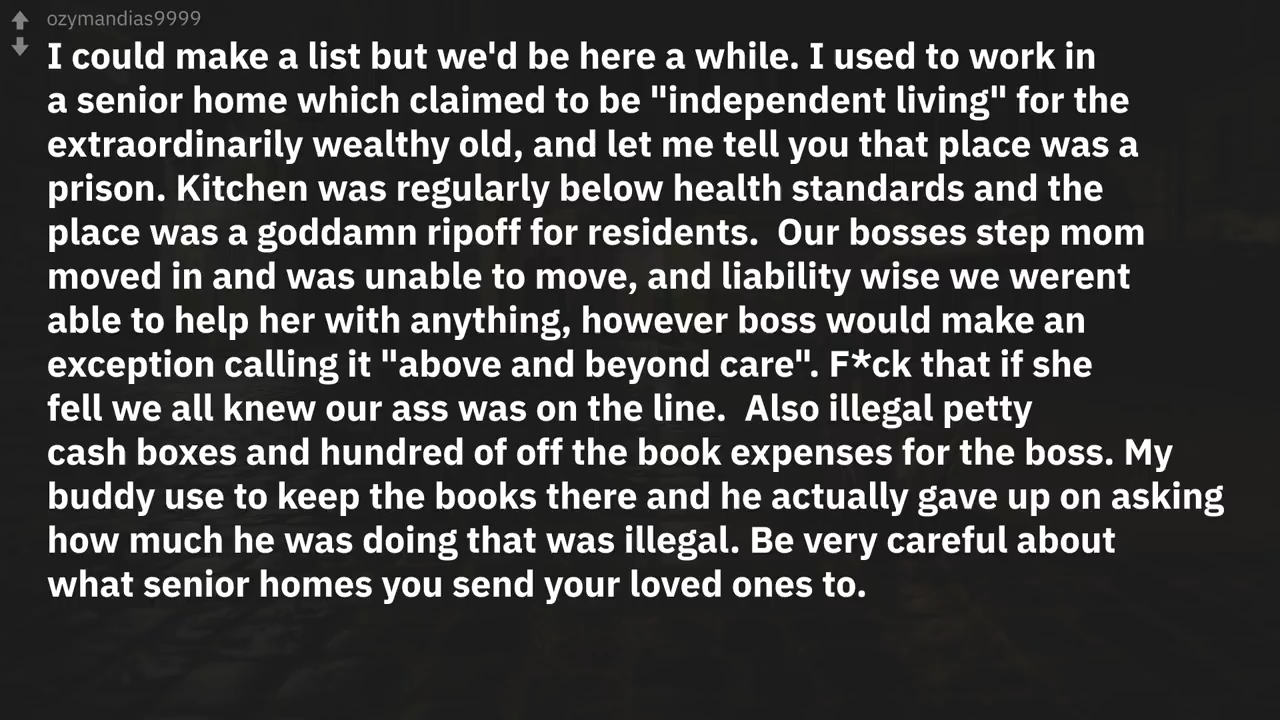 ozymandias9999
I could make a list but we'd be here a while. I used to work in
a senior home which claimed to be "independent living" for the
extraordinarily wealthy old, and let me tell you that place was a
prison. Kitchen was regularly below health standards and the
place was a goddamn ripoff for residents.  Our bosses step mom
moved in and was unable to move, and liability wise we werent
able to help her with anything, however boss would make an
exception calling it "above and beyond care". F*ck that if she
fell we all knew our ass was on the line.  Also illegal petty
cash boxes and hundred of off the book expenses for the boss. My
buddy use to keep the books there and he actually gave up on asking
how much he was doing that was illegal. Be very careful about
what senior homes you send your loved ones to.